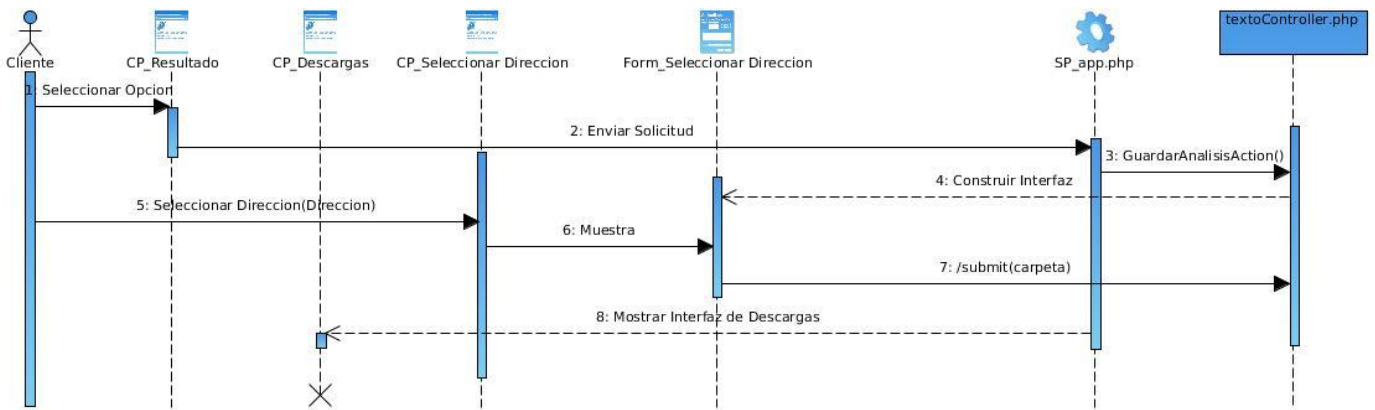 textoController.php
Cliente
CP_Resultado
CP_Descargas
CP_Seleccionar Direccion
Form_Seleccionar Direccion
SP_app.php
1: Seleccionar Opcion
2: Enviar Solicitud
3: GuardarAnalisisAction()
4: Construir Interfaz
5: Seleccionar Direccion(Direccion)
6: Muestra
7: /submit(carpeta)
8: Mostrar Interfaz de Descargas